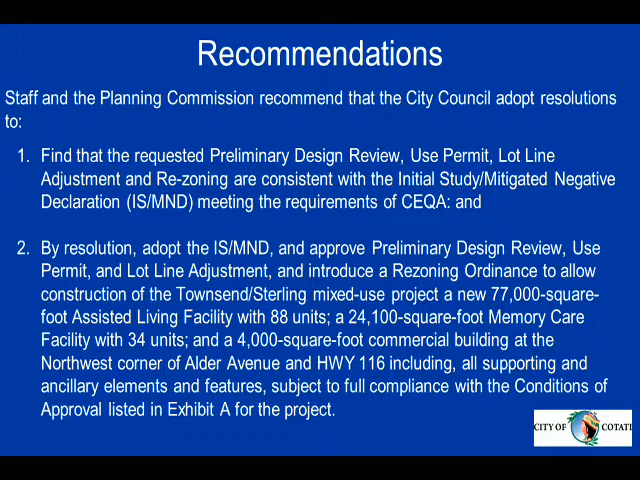 Recommendations
Staff and the Planning Commission recommend that the City Council adopt resolutions
to:
1. Find that the requested Preliminary Design Review, Use Permit, Lot Line
Adjustment and Re-zoning are consistent with the Initial Study/Mitigated Negative
Declaration (IS/MND) meeting the requirements of CEQA: and
2. By resolution, adopt the IS/MND, and approve Preliminary Design Review, Use
Permit, and Lot Line Adjustment, and introduce a Rezoning Ordinance to allow
construction of the Townsend/Sterling mixed-use project a new 77,000-square-
foot Assisted Living Facility with 88 units; a 24,100-square-foot Memory Care
Facility with 34 units; and a 4,000-square-foot commercial building at the
Northwest corner of Alder Avenue and HWY 116 including, all supporting and
ancillary elements and features, subject to full compliance with the Conditions of
Approval listed in Exhibit A for the project.
CITY OF COTATI